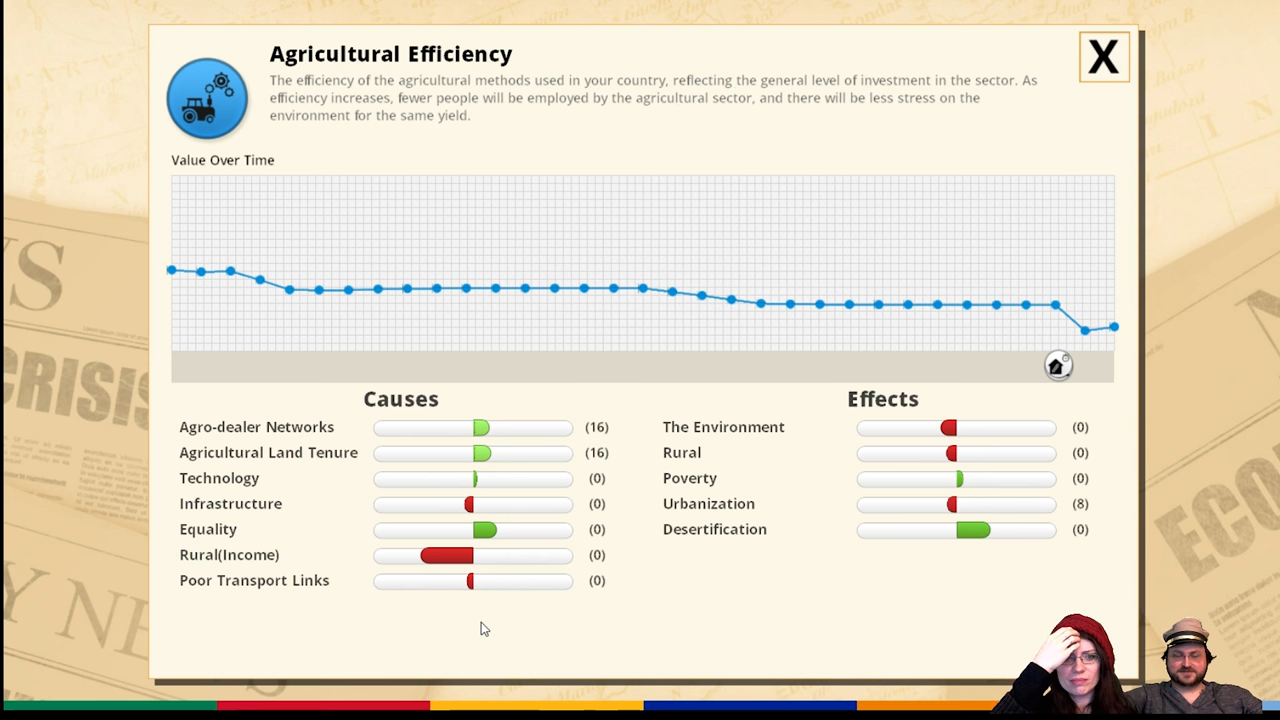 Agricultural Efficiency
X
The efficiency of the agricultural methods used in your country, reflecting the general level of investment in the sector. As
efficiency increases, fewer people will be employed by the agricultural sector, and there will be less stress on the
environment for the same yield.
Value Over Time
Causes
Agro-dealer Networks (16)
Agricultural Land Tenure (16)
Technology (0)
Infrastructure (0)
Equality (0)
Rural(Income) (0)
Poor Transport Links (0)
Effects
The Environment (0)
Rural (0)
Poverty (0)
Urbanization (8)
Desertification (0)
CRISIS
ECO